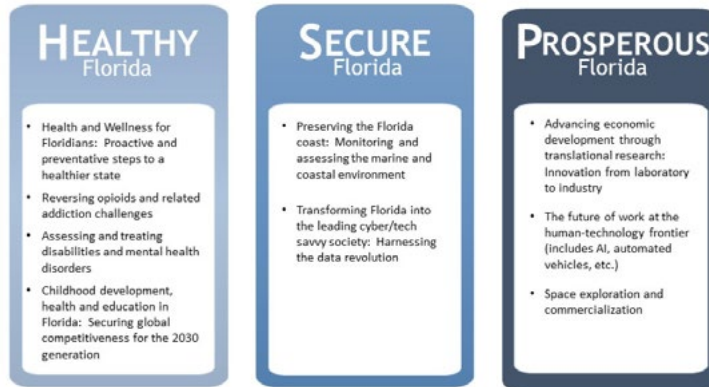 HEALTHY
Florida
• Health and Wellness for
Floridians: Proactive and
preventative steps to a
healthier state
• Reversing opioids and related
addiction challenges
• Assessing and treating
disabilities and mental health
disorders
• Childhood development,
health and education in
Florida: Securing global
competitiveness for the 2030
generation
SECURE
Florida
• Preserving the Florida
coast: Monitoring and
assessing the marine and
coastal environment
• Transforming Florida into
the leading cyber/tech
savvy society: Harnessing
the data revolution
PROSPEROUS
Florida
• Advancing economic
development through
translational research:
Innovation from laboratory
to industry
• The future of work at the
human-technology frontier
(includes AI, automated
vehicles, etc.)
• Space exploration and
commercialization